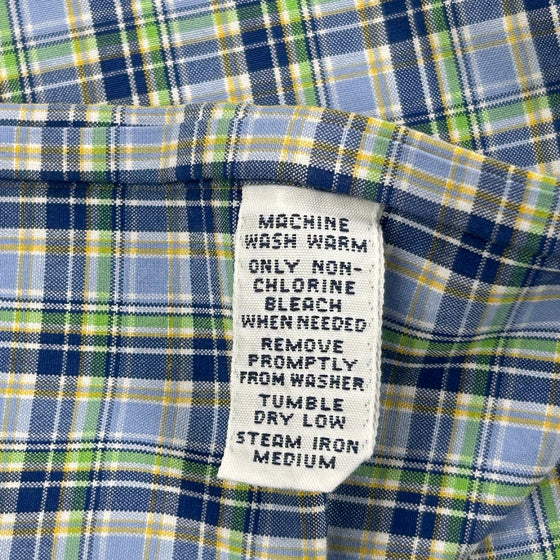 MACHINE
WASH WARM
ONLY NON-
CHLORINE
BLEACH
WHEN NEEDED
REMOVE
PROMPTLY
FROM WASHER
TUMBLE
DRY LOW
STEAM IRON
MEDIUM